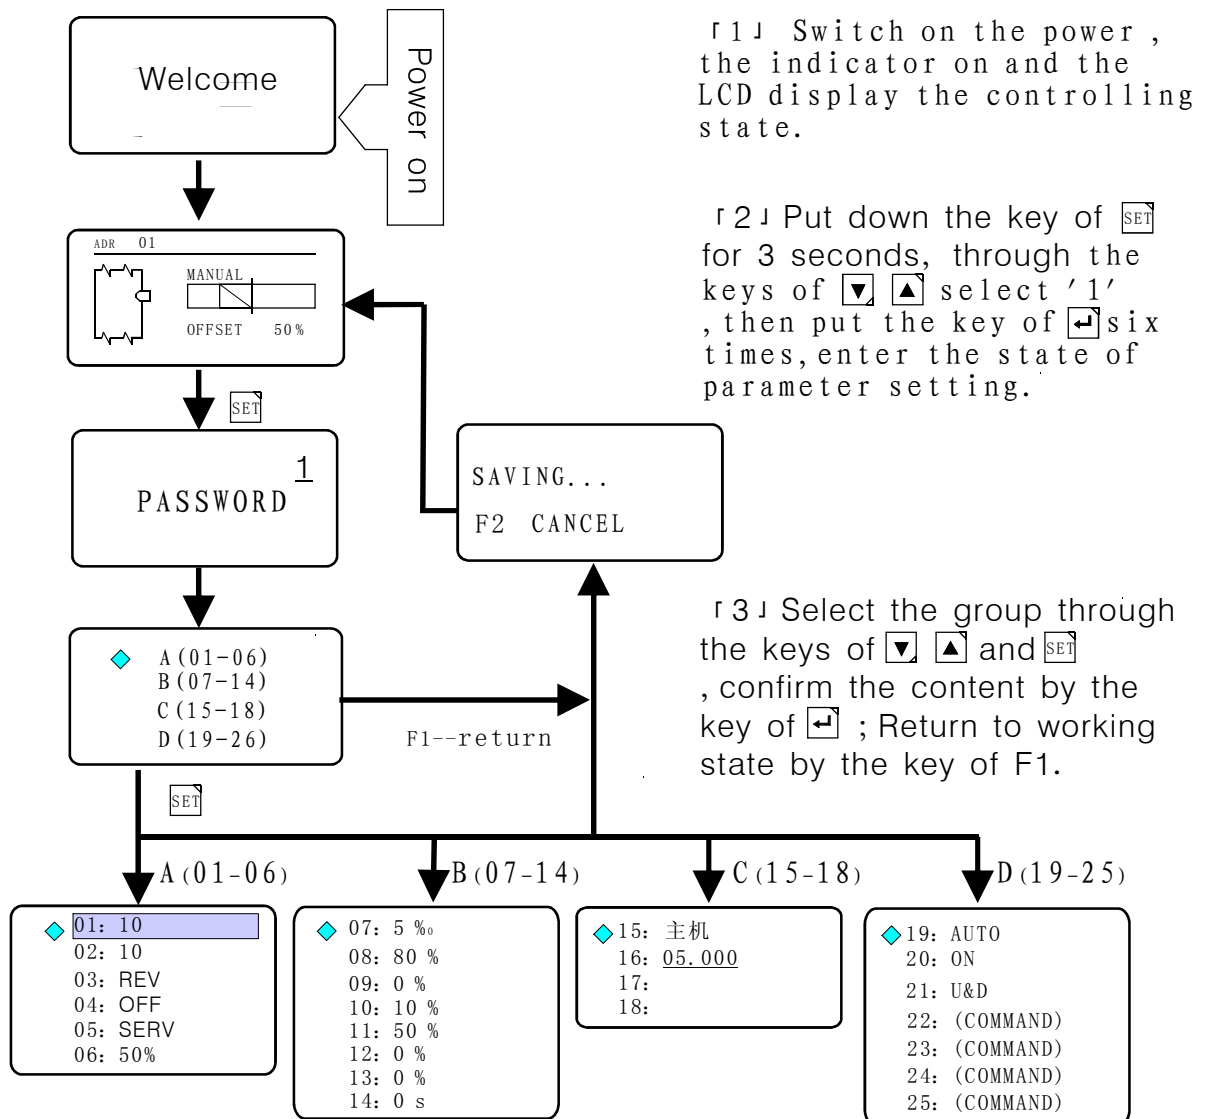 Welcome
Power on
「1」 Switch on the power ,
the indicator on and the
LCD display the controlling
state.
ADR 01
MANUAL
OFFSET 50%
「2」 Put down the key of SET
for 3 seconds, through the
keys of ▼ ▲ select '1'
, then put the key of ↵ six
times, enter the state of
parameter setting.
SET
1
PASSWORD
SAVING...
F2 CANCEL
A(01-06)
B(07-14)
C(15-18)
D(19-26)
F1--return
「3」 Select the group through
the keys of ▼ ▲ and SET
, confirm the content by the
key of ↵ ; Return to working
state by the key of F1.
SET
A(01-06)
B(07-14)
C(15-18)
D(19-25)
01: 10
02: 10
03: REV
04: OFF
05: SERV
06: 50%
07: 5 ‰
08: 80 %
09: 0 %
10: 10 %
11: 50 %
12: 0 %
13: 0 %
14: 0 s
15: 主机
16: 05.000
17:
18:
19: AUTO
20: ON
21: U&D
22: (COMMAND)
23: (COMMAND)
24: (COMMAND)
25: (COMMAND)